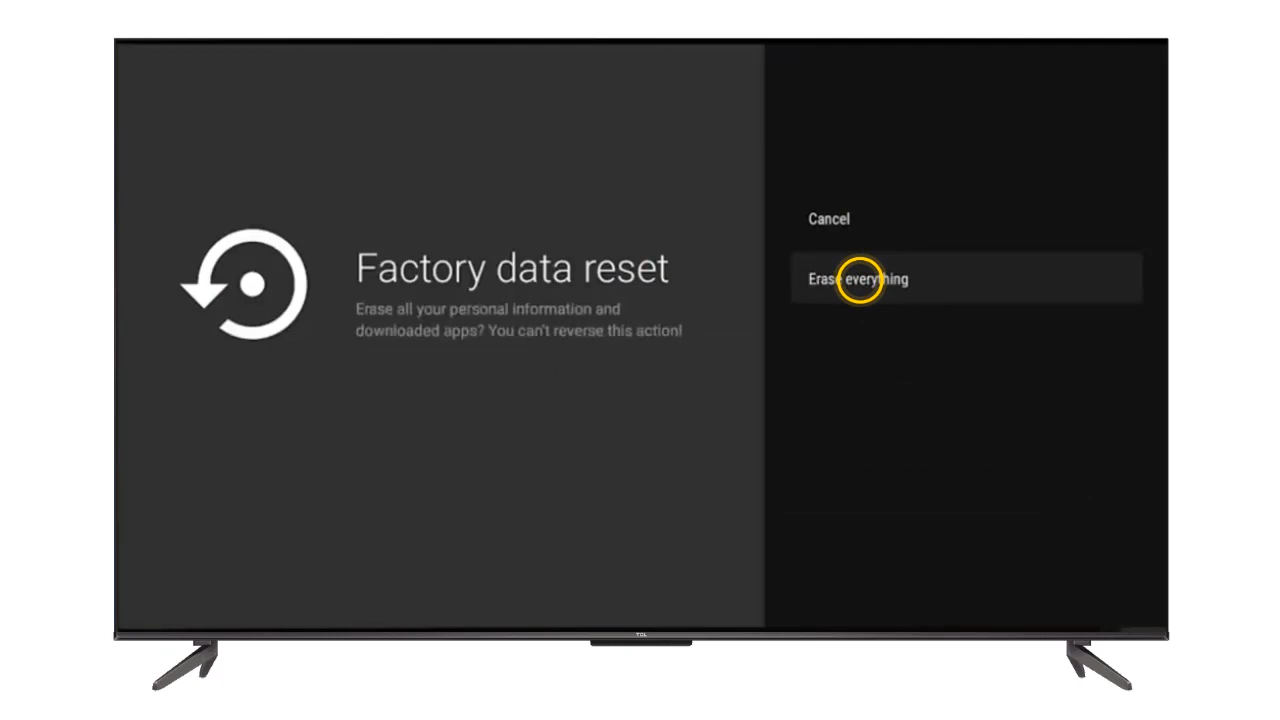 Factory data reset
Erase all your personal information and
downloaded apps? You can't reverse this action!
Cancel
Erase everything
TCL